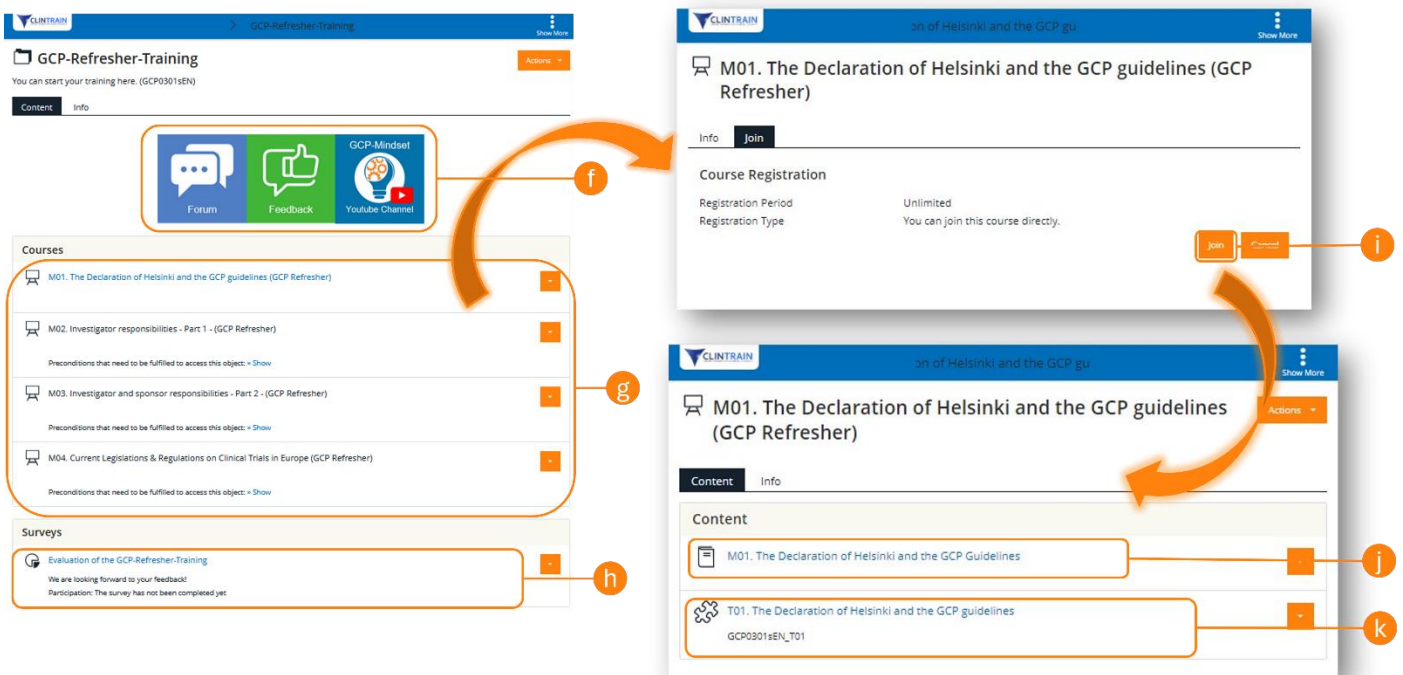 CLINTRAIN
> GCP-Refresher-Training
Show More
GCP-Refresher-Training
Actions
You can start your training here. (GCP0301sEN)
Content Info
Forum
Feedback
GCP-Mindset
Youtube Channel
f
Courses
M01. The Declaration of Helsinki and the GCP guidelines (GCP Refresher)
M02. Investigator responsibilities - Part 1 - (GCP Refresher)
Preconditions that need to be fulfilled to access this object: » Show
M03. Investigator and sponsor responsibilities - Part 2 - (GCP Refresher)
Preconditions that need to be fulfilled to access this object: » Show
M04. Current Legislations & Regulations on Clinical Trials in Europe (GCP Refresher)
Preconditions that need to be fulfilled to access this object: » Show
g
Surveys
Evaluation of the GCP-Refresher-Training
We are looking forward to your feedback!
Participation: The survey has not been completed yet
h
CLINTRAIN
on of Helsinki and the GCP gu
Show More
M01. The Declaration of Helsinki and the GCP guidelines (GCP
Refresher)
Info Join
Course Registration
Registration Period Unlimited
Registration Type You can join this course directly.
Join Cancel
i
CLINTRAIN
on of Helsinki and the GCP gu
Show More
M01. The Declaration of Helsinki and the GCP guidelines
(GCP Refresher)
Actions
Content Info
Content
M01. The Declaration of Helsinki and the GCP Guidelines
j
T01. The Declaration of Helsinki and the GCP guidelines
GCP0301sEN_T01
k